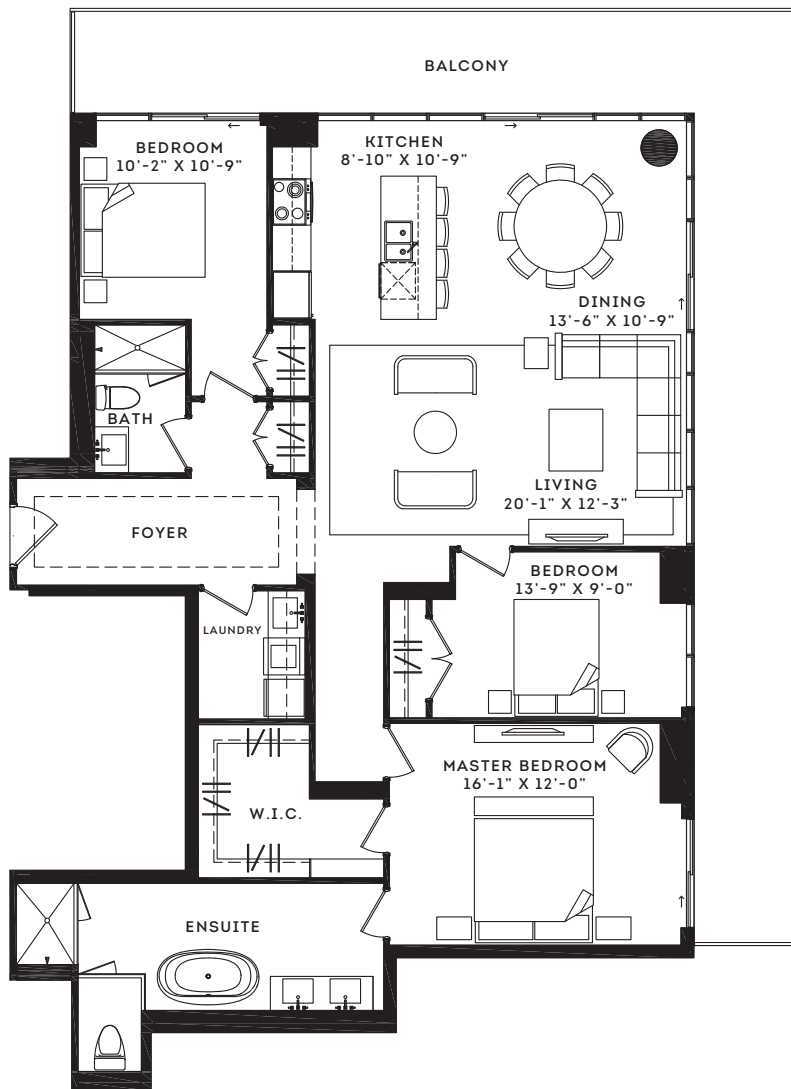 BALCONY
BEDROOM
10'-2" X 10'-9"
KITCHEN
8'-10" X 10'-9"
DINING
13'-6" X 10'-9"
BATH
LIVING
20'-1" X 12'-3"
FOYER
BEDROOM
13'-9" X 9'-0"
LAUNDRY
MASTER BEDROOM
16'-1" X 12'-0"
W.I.C.
ENSUITE